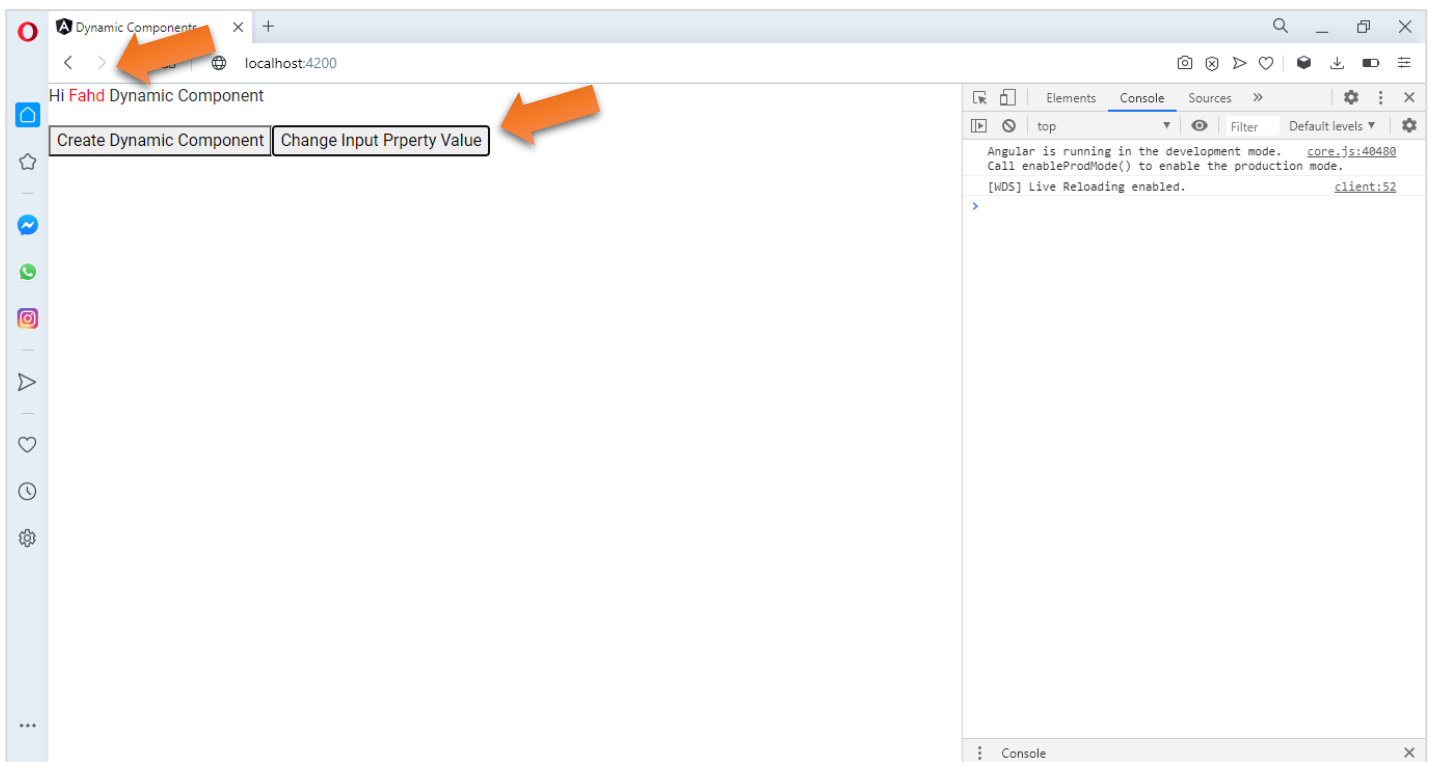 Dynamic Components
localhost:4200
Hi Fahd Dynamic Component
Create Dynamic Component
Change Input Prperty Value
Elements Console Sources »
top Filter Default levels ▼
Angular is running in the development mode. core.js:40480
Call enableProdMode() to enable the production mode.
[WDS] Live Reloading enabled. client:52
>
Console